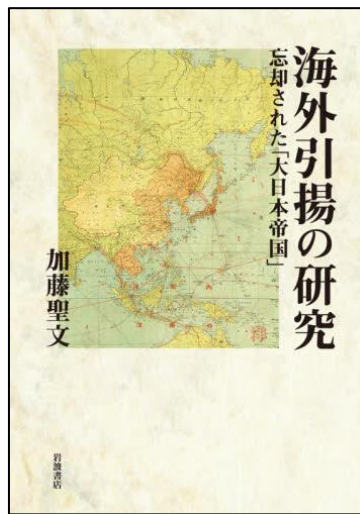 海外引揚の研究
忘却された「大日本帝国」
加藤聖文
岩波書店